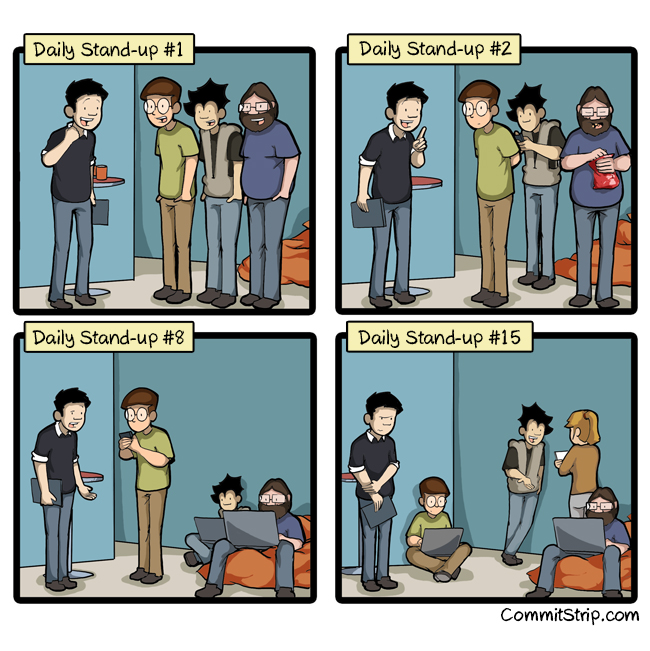 Daily Stand-up #1
Daily Stand-up #2
Daily Stand-up #8
Daily Stand-up #15
CommitStrip.com